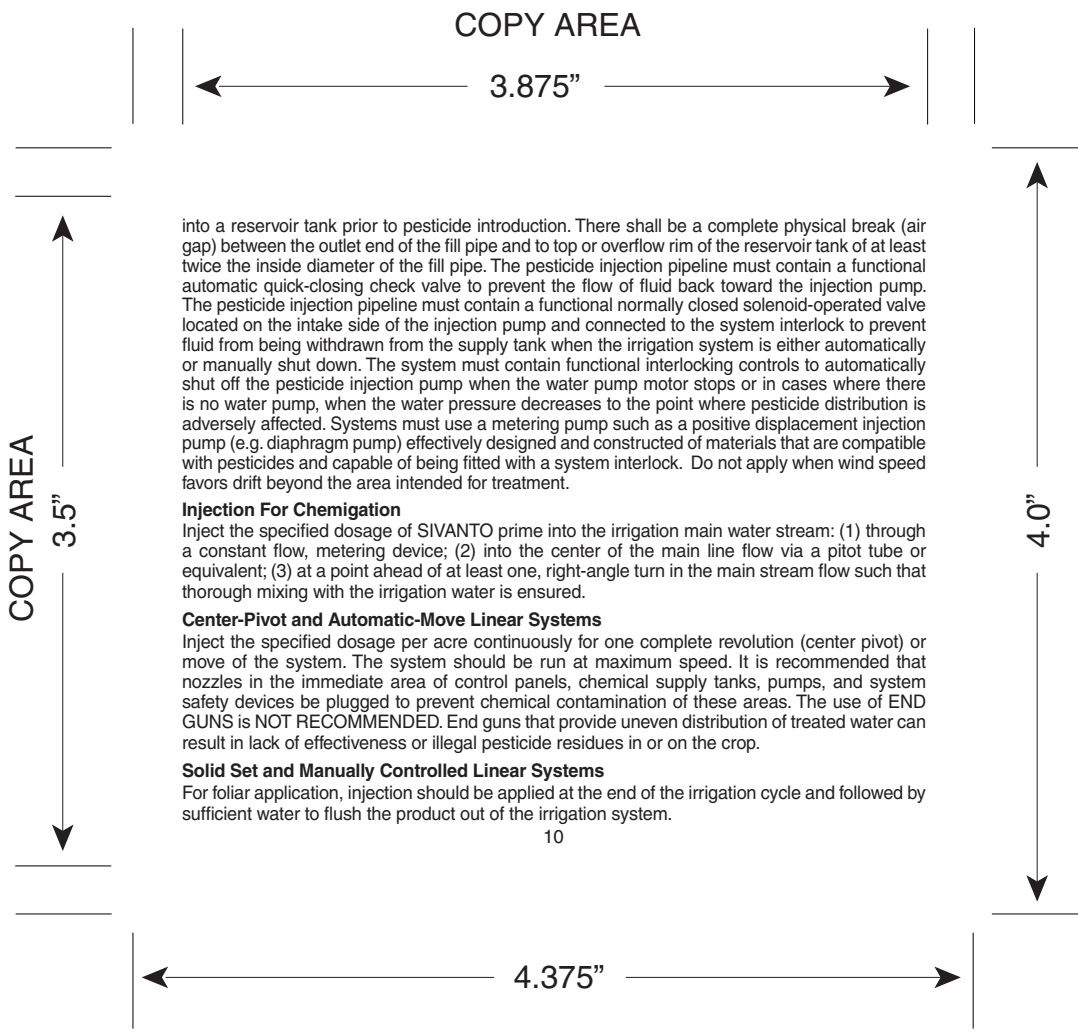 COPY AREA
3.875”
COPY AREA
3.5”
4.0”
into a reservoir tank prior to pesticide introduction. There shall be a complete physical break (air
gap) between the outlet end of the fill pipe and to top or overflow rim of the reservoir tank of at least
twice the inside diameter of the fill pipe. The pesticide injection pipeline must contain a functional
automatic quick-closing check valve to prevent the flow of fluid back toward the injection pump.
The pesticide injection pipeline must contain a functional normally closed solenoid-operated valve
located on the intake side of the injection pump and connected to the system interlock to prevent
fluid from being withdrawn from the supply tank when the irrigation system is either automatically
or manually shut down. The system must contain functional interlocking controls to automatically
shut off the pesticide injection pump when the water pump motor stops or in cases where there
is no water pump, when the water pressure decreases to the point where pesticide distribution is
adversely affected. Systems must use a metering pump such as a positive displacement injection
pump (e.g. diaphragm pump) effectively designed and constructed of materials that are compatible
with pesticides and capable of being fitted with a system interlock. Do not apply when wind speed
favors drift beyond the area intended for treatment.
Injection For Chemigation
Inject the specified dosage of SIVANTO prime into the irrigation main water stream: (1) through
a constant flow, metering device; (2) into the center of the main line flow via a pitot tube or
equivalent; (3) at a point ahead of at least one, right-angle turn in the main stream flow such that
thorough mixing with the irrigation water is ensured.
Center-Pivot and Automatic-Move Linear Systems
Inject the specified dosage per acre continuously for one complete revolution (center pivot) or
move of the system. The system should be run at maximum speed. It is recommended that
nozzles in the immediate area of control panels, chemical supply tanks, pumps, and system
safety devices be plugged to prevent chemical contamination of these areas. The use of END
GUNS is NOT RECOMMENDED. End guns that provide uneven distribution of treated water can
result in lack of effectiveness or illegal pesticide residues in or on the crop.
Solid Set and Manually Controlled Linear Systems
For foliar application, injection should be applied at the end of the irrigation cycle and followed by
sufficient water to flush the product out of the irrigation system.
10
4.375”